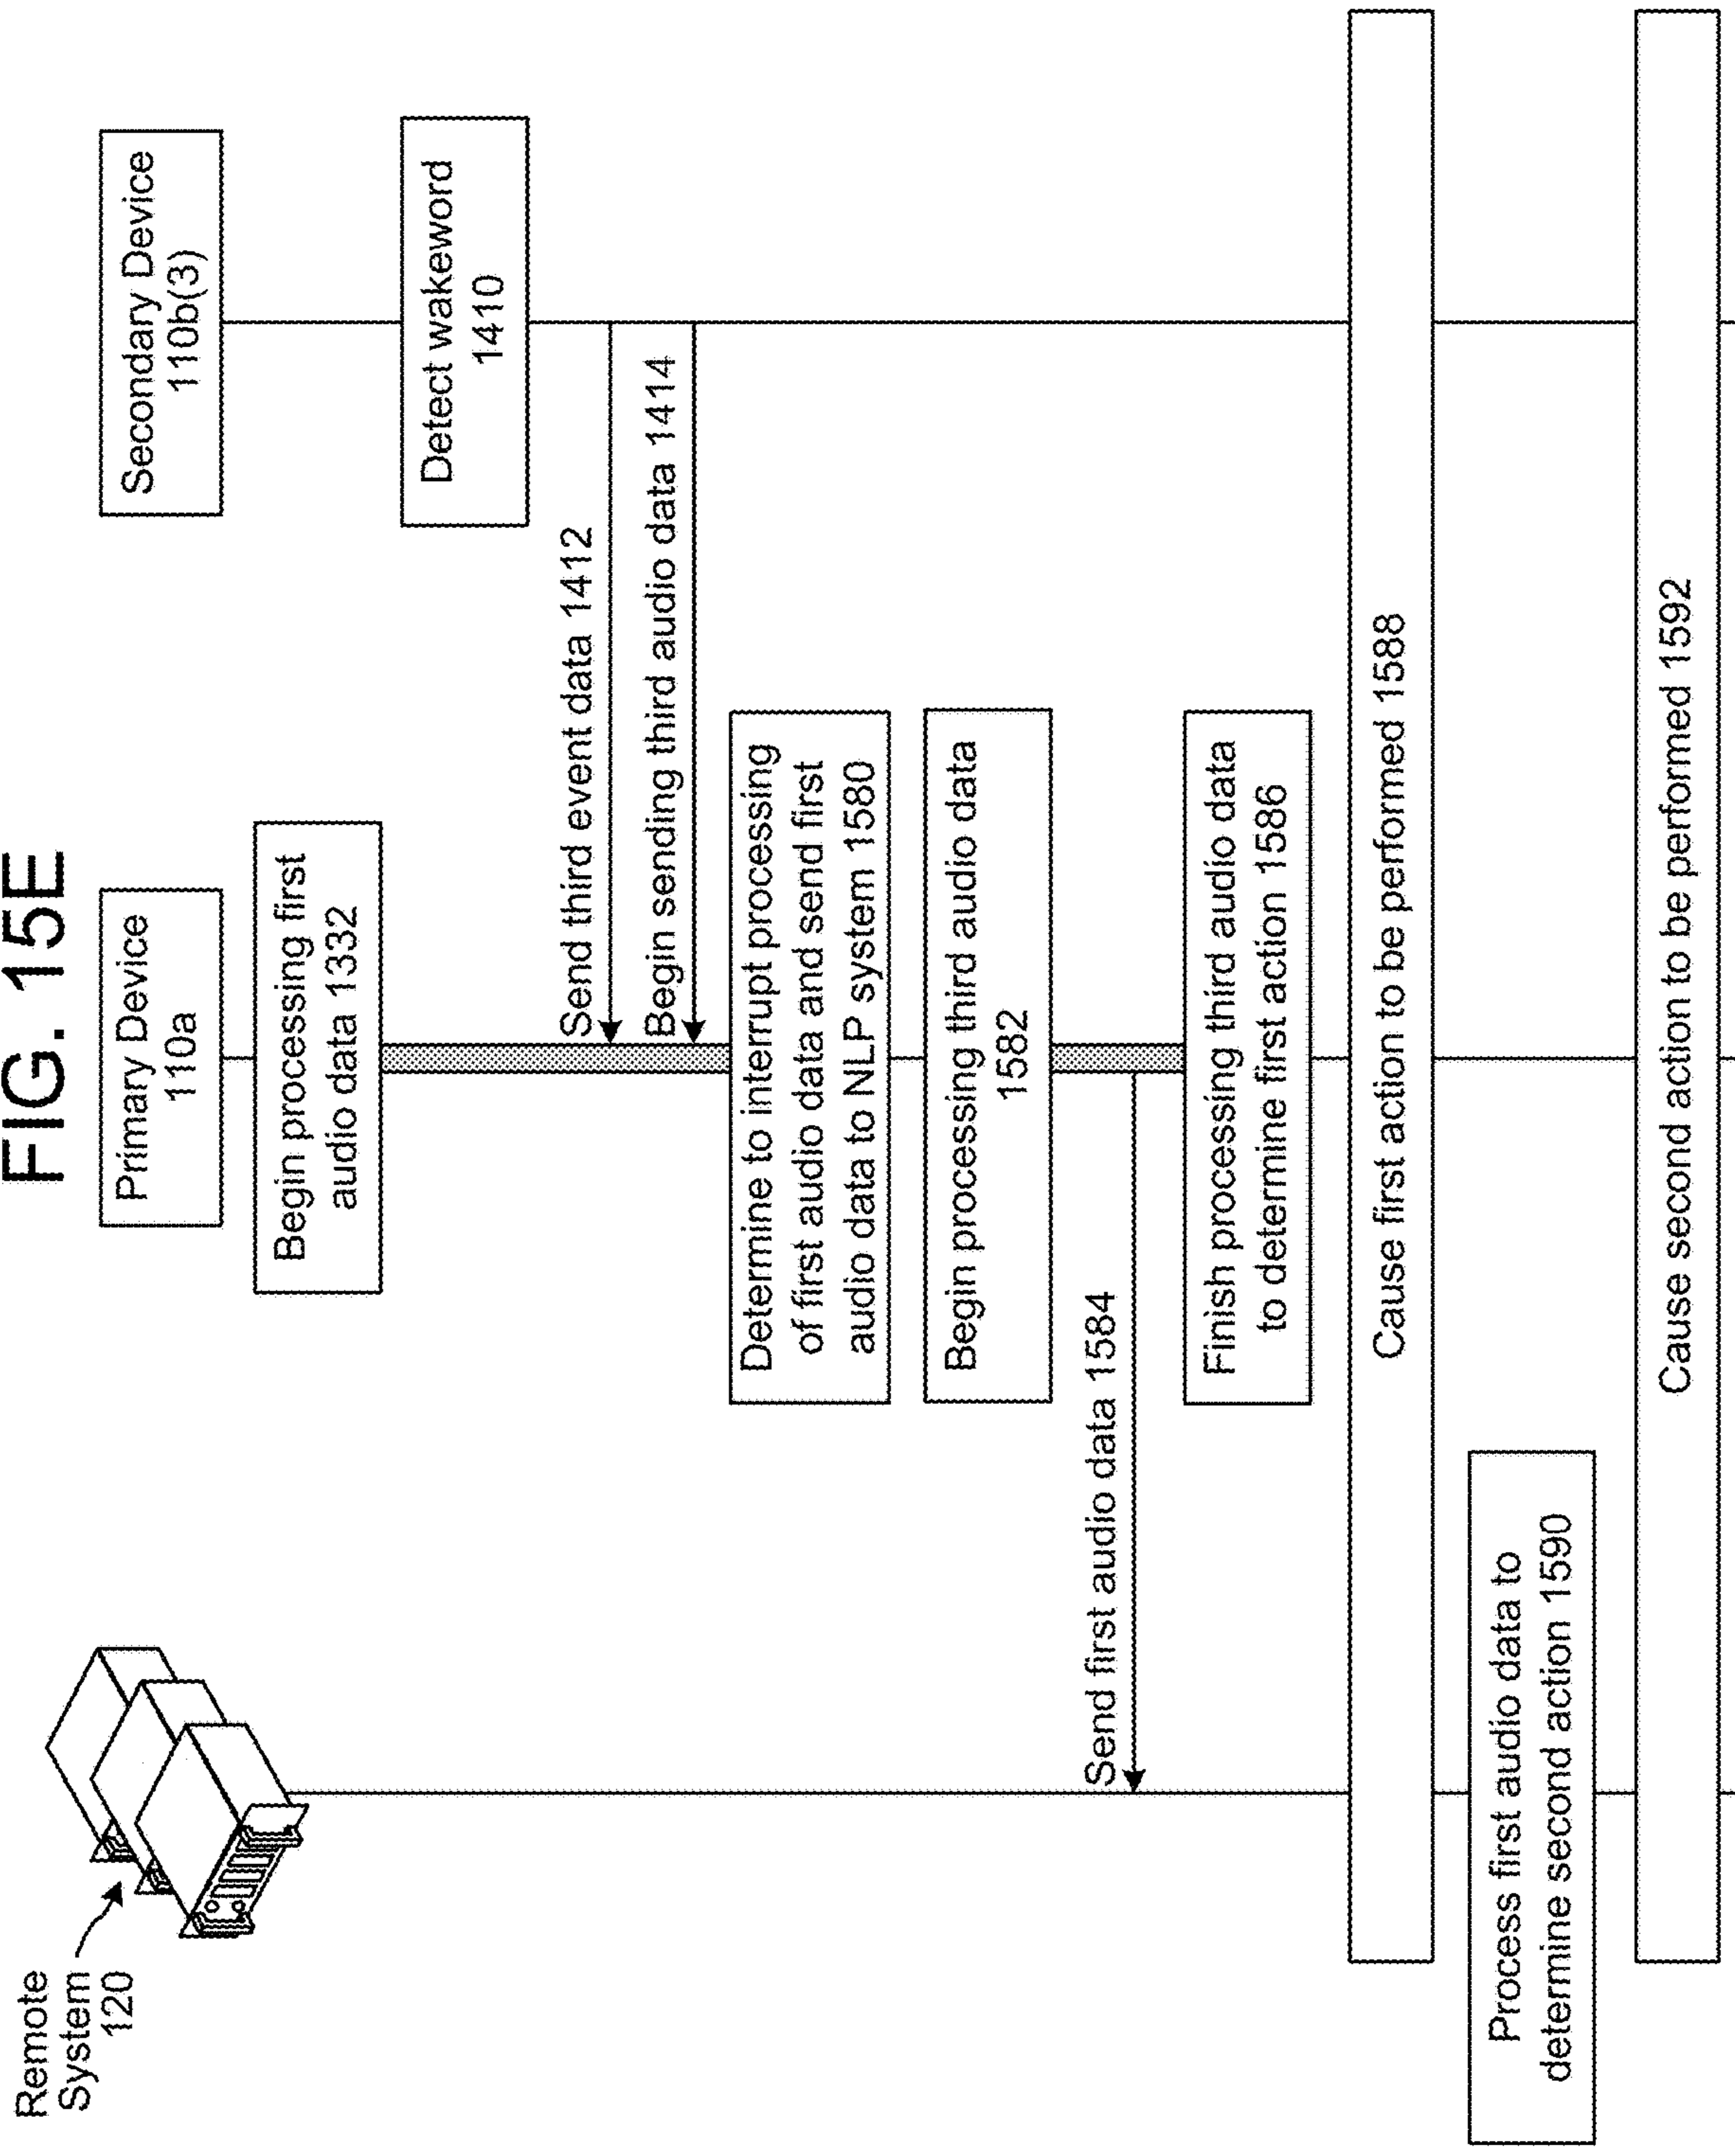 FIG. 15E
Remote
System
120
Primary Device
110a
Secondary Device
110b(3)
Begin processing first
audio data 1332
Detect wakeword
1410
Send third event data 1412
Begin sending third audio data 1414
Determine to interrupt processing
of first audio data and send first
audio data to NLP system 1580
Begin processing third audio data
1582
Send first audio data 1584
Finish processing third audio data
to determine first action 1586
Cause first action to be performed 1588
Process first audio data to
determine second action 1590
Cause second action to be performed 1592